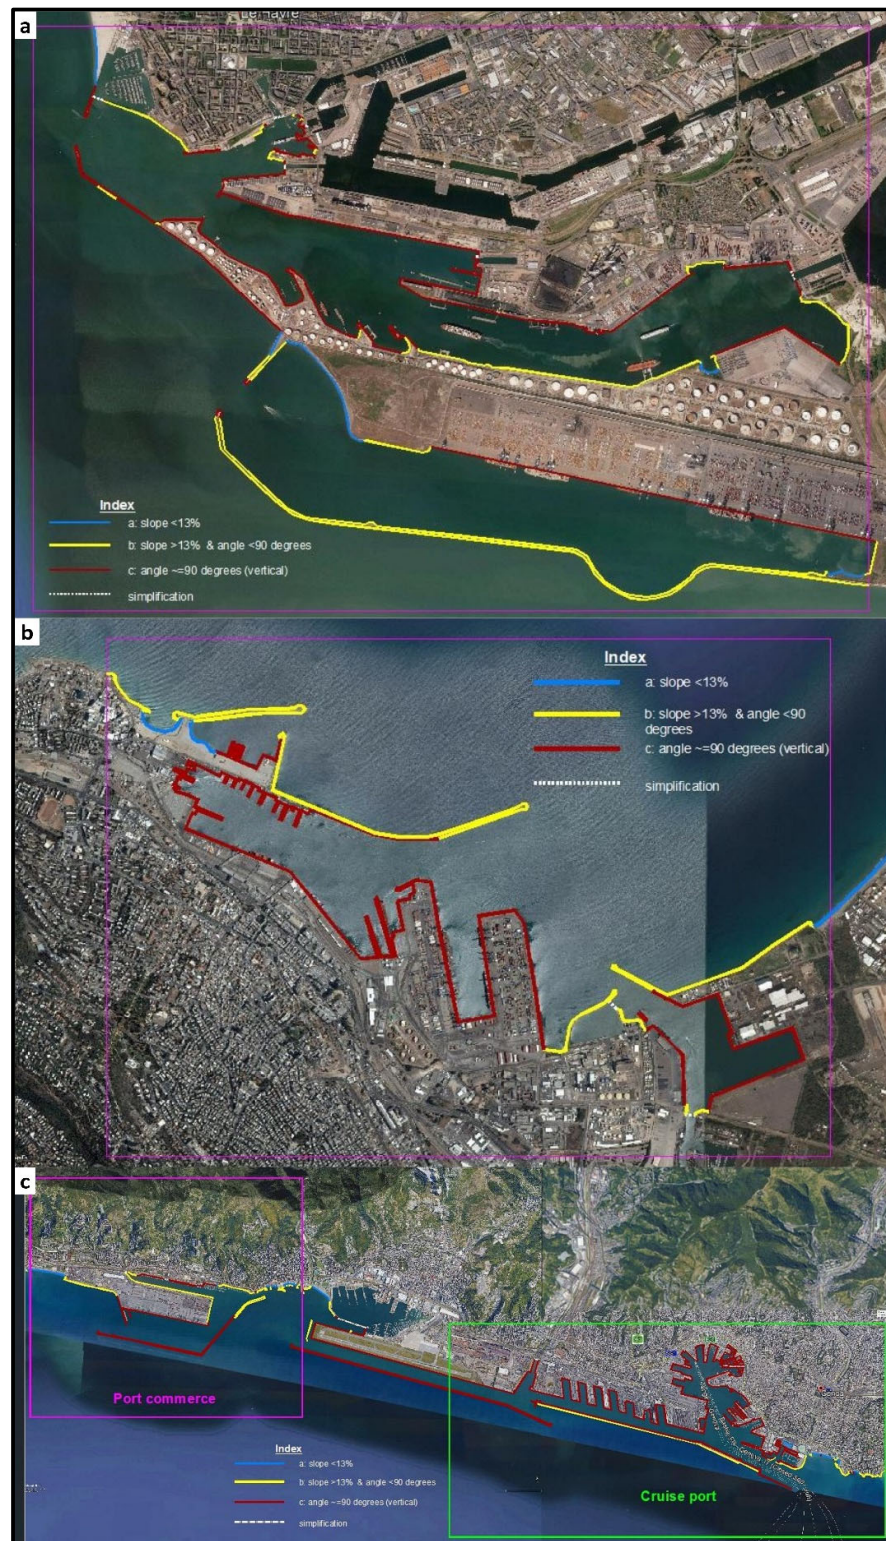 a
Le Havre
Index
a: slope <13%
b: slope >13% & angle <90 degrees
c: angle ~=90 degrees (vertical)
simplification
b
Index
a: slope <13%
b: slope >13% & angle <90
degrees
c: angle ~=90 degrees (vertical)
simplification
c
Port commerce
Cruise port
Index
a: slope <13%
b: slope >13% & angle <90 degrees
c: angle ~=90 degrees (vertical)
simplification